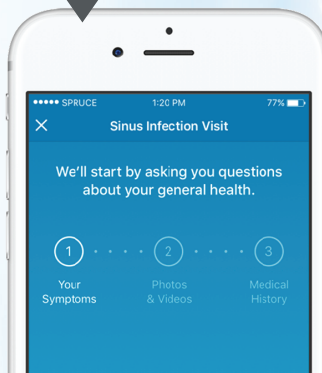 SPRUCE 1:20 PM 77%
Sinus Infection Visit
We'll start by asking you questions
about your general health.
1 2 3
Your Photos Medical
Symptoms & Videos History